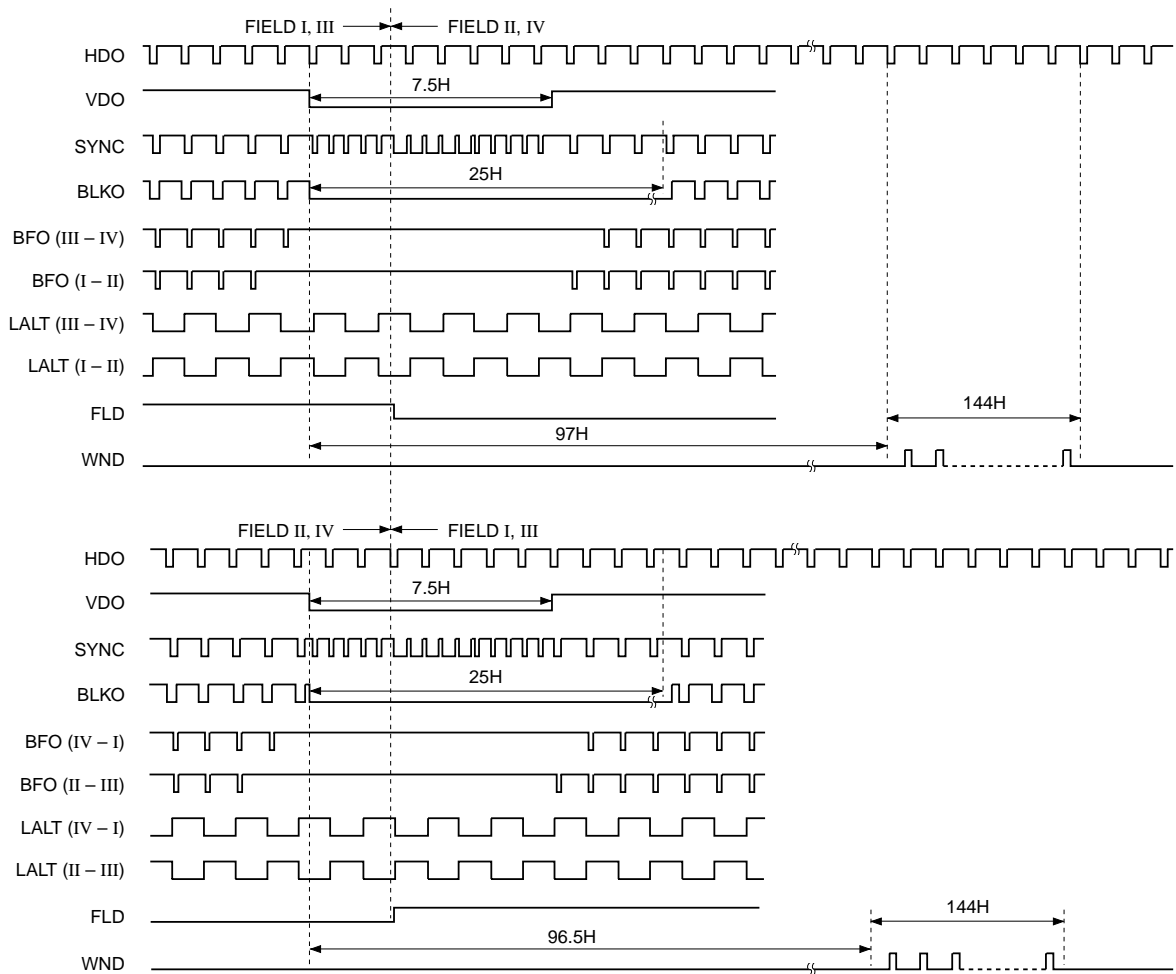 FIELD I, III FIELD II, IV
HDO
7.5H
VDO
SYNC
25H
BLKO
BFO (III – IV)
BFO (I – II)
LALT (III – IV)
LALT (I – II)
144H
FLD
97H
WND
FIELD II, IV FIELD I, III
HDO
7.5H
VDO
SYNC
25H
BLKO
BFO (IV – I)
BFO (II – III)
LALT (IV – I)
LALT (II – III)
144H
FLD
96.5H
WND